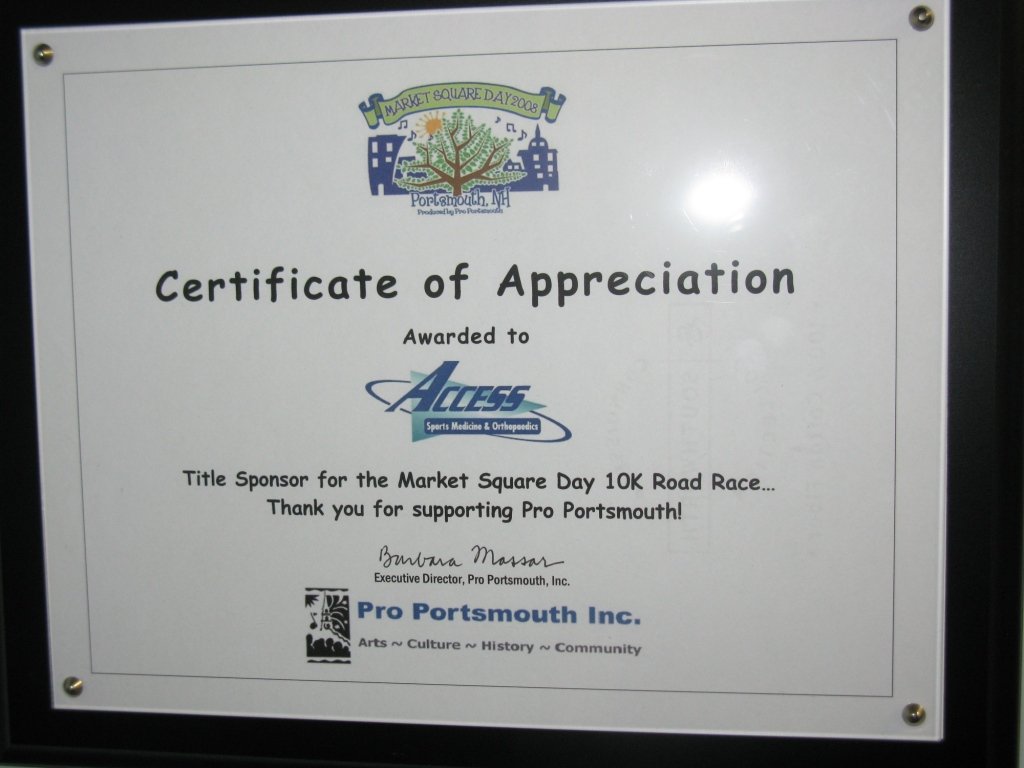 MARKET SQUARE DAY 2008
Portsmouth, NH
Produced by Pro Portsmouth
Certificate of Appreciation
Awarded to
ACCESS
Sports Medicine & Orthopaedics
Title Sponsor for the Market Square Day 10K Road Race...
Thank you for supporting Pro Portsmouth!
Barbara Massar
Executive Director, Pro Portsmouth, Inc.
Pro Portsmouth Inc.
Arts ~ Culture ~ History ~ Community